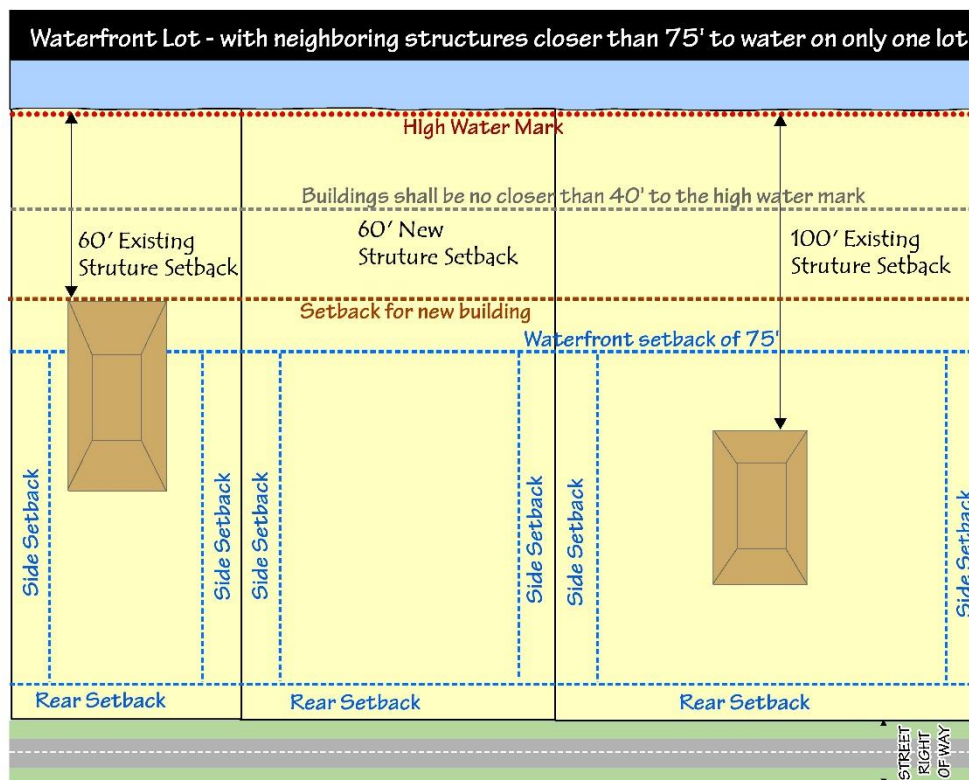 Waterfront Lot - with neighboring structures closer than 75' to water on only one lot
High Water Mark
Buildings shall be no closer than 40' to the high water mark
60' Existing
Struture Setback
60' New
Struture Setback
100' Existing
Struture Setback
Setback for new building
Waterfront setback of 75'
Side Setback
Side Setback
Side Setback
Side Setback
Side Setback
Side Setback
Rear Setback
Rear Setback
Rear Setback
STREET
RIGHT
OF WAY